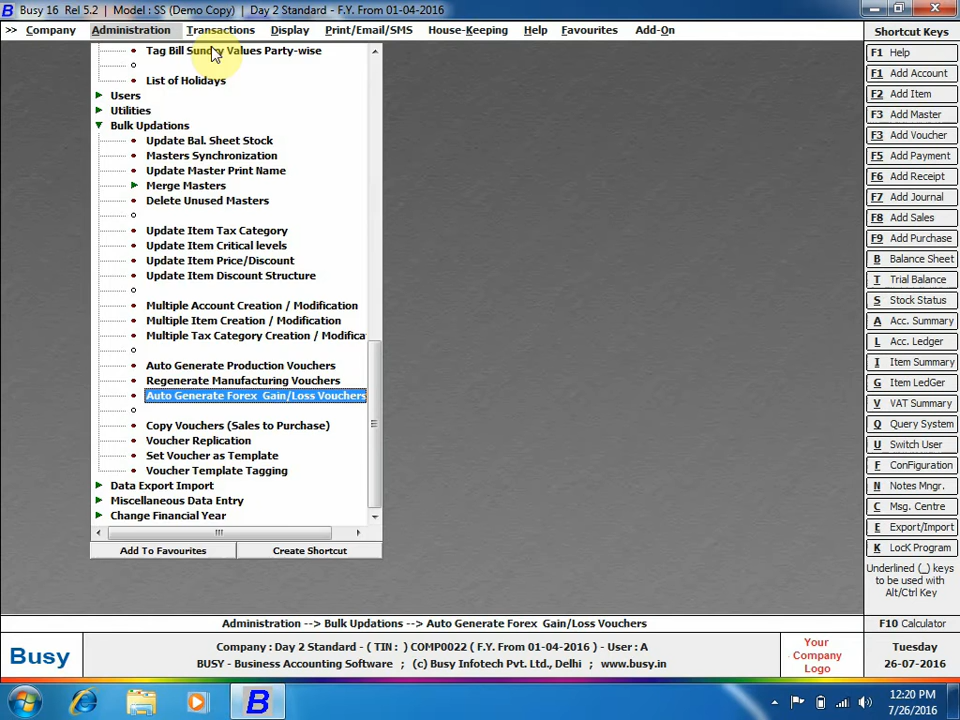 Busy 16 Rel 5.2 | Model : SS (Demo Copy) | Day 2 Standard - F.Y. From 01-04-2016
>> Company Administration Transactions Display Print/Email/SMS House-Keeping Help Favourites Add-On
Tag Bill Sundry Values Party-wise
List of Holidays
Users
Utilities
Bulk Updations
Update Bal. Sheet Stock
Masters Synchronization
Update Master Print Name
Merge Masters
Delete Unused Masters
Update Item Tax Category
Update Item Critical levels
Update Item Price/Discount
Update Item Discount Structure
Multiple Account Creation / Modification
Multiple Item Creation / Modification
Multiple Tax Category Creation / Modifica
Auto Generate Production Vouchers
Regenerate Manufacturing Vouchers
Auto Generate Forex Gain/Loss Vouchers
Copy Vouchers (Sales to Purchase)
Voucher Replication
Set Voucher as Template
Voucher Template Tagging
Data Export Import
Miscellaneous Data Entry
Change Financial Year
Add To Favourites Create Shortcut
Shortcut Keys
F1 Help
F1 Add Account
F2 Add Item
F3 Add Master
F3 Add Voucher
F5 Add Payment
F6 Add Receipt
F7 Add Journal
F8 Add Sales
F9 Add Purchase
B Balance Sheet
T Trial Balance
S Stock Status
A Acc. Summary
L Acc. Ledger
I Item Summary
G Item LedGer
V VAT Summary
Q Query System
U Switch User
F ConFiguration
N Notes Mngr.
C Msg. Centre
E Export/Import
K LocK Program
Underlined (_) keys
to be used with
Alt/Ctrl Key
F10 Calculator
Administration --> Bulk Updations --> Auto Generate Forex Gain/Loss Vouchers
Busy
Company : Day 2 Standard - ( TIN : ) COMP0022 ( F.Y. From 01-04-2016 ) - User : A
BUSY - Business Accounting Software ; (c) Busy Infotech Pvt. Ltd., Delhi ; www.busy.in
Your
Company
Logo
Tuesday
26-07-2016
B
12:20 PM
7/26/2016